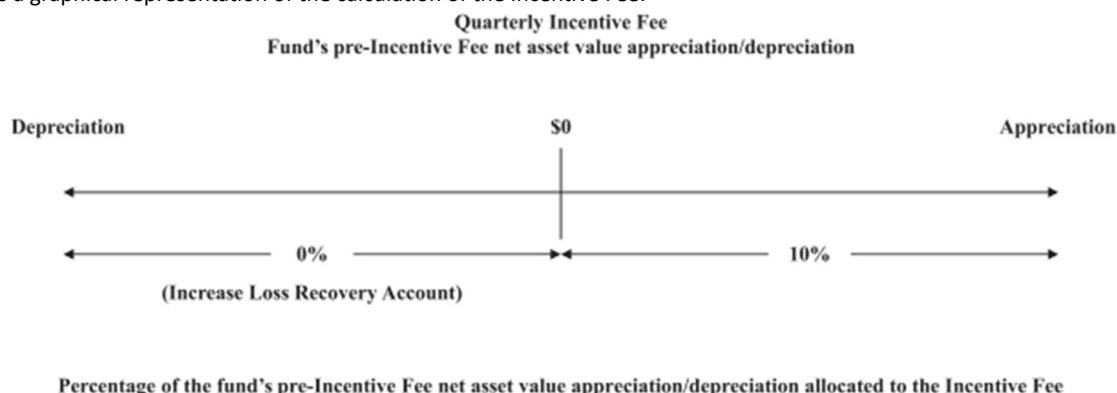 a graphical representation of the calculation of the Incentive Fee.
Quarterly Incentive Fee
Fund's pre-Incentive Fee net asset value appreciation/depreciation
Depreciation $0 Appreciation
0% 10%
(Increase Loss Recovery Account)
Percentage of the fund's pre-Incentive Fee net asset value appreciation/depreciation allocated to the Incentive Fee